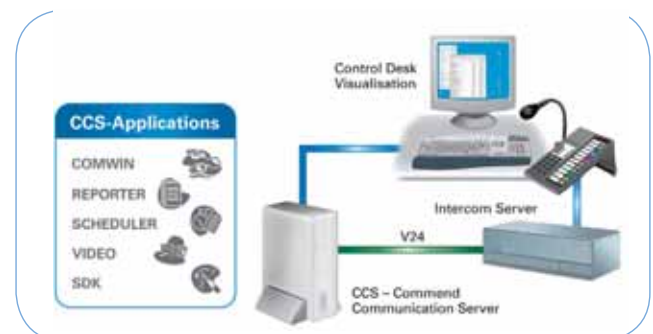 CCS-Applications
COMWIN
REPORTER
SCHEDULER
VIDEO
SDK
Control Desk
Visualisation
Intercom Server
V24
CCS – Commend
Communication Server